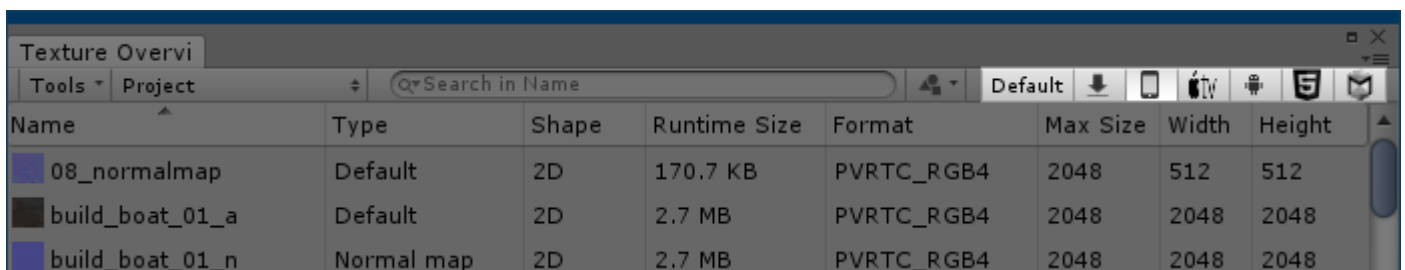 Texture Overvi
Tools Project Search in Name Default tv 5
Name Type Shape Runtime Size Format Max Size Width Height
08_normalmap Default 2D 170.7 KB PVRTC_RGB4 2048 512 512
build_boat_01_a Default 2D 2.7 MB PVRTC_RGB4 2048 2048 2048
build_boat_01_n Normal map 2D 2.7 MB PVRTC_RGB4 2048 2048 2048